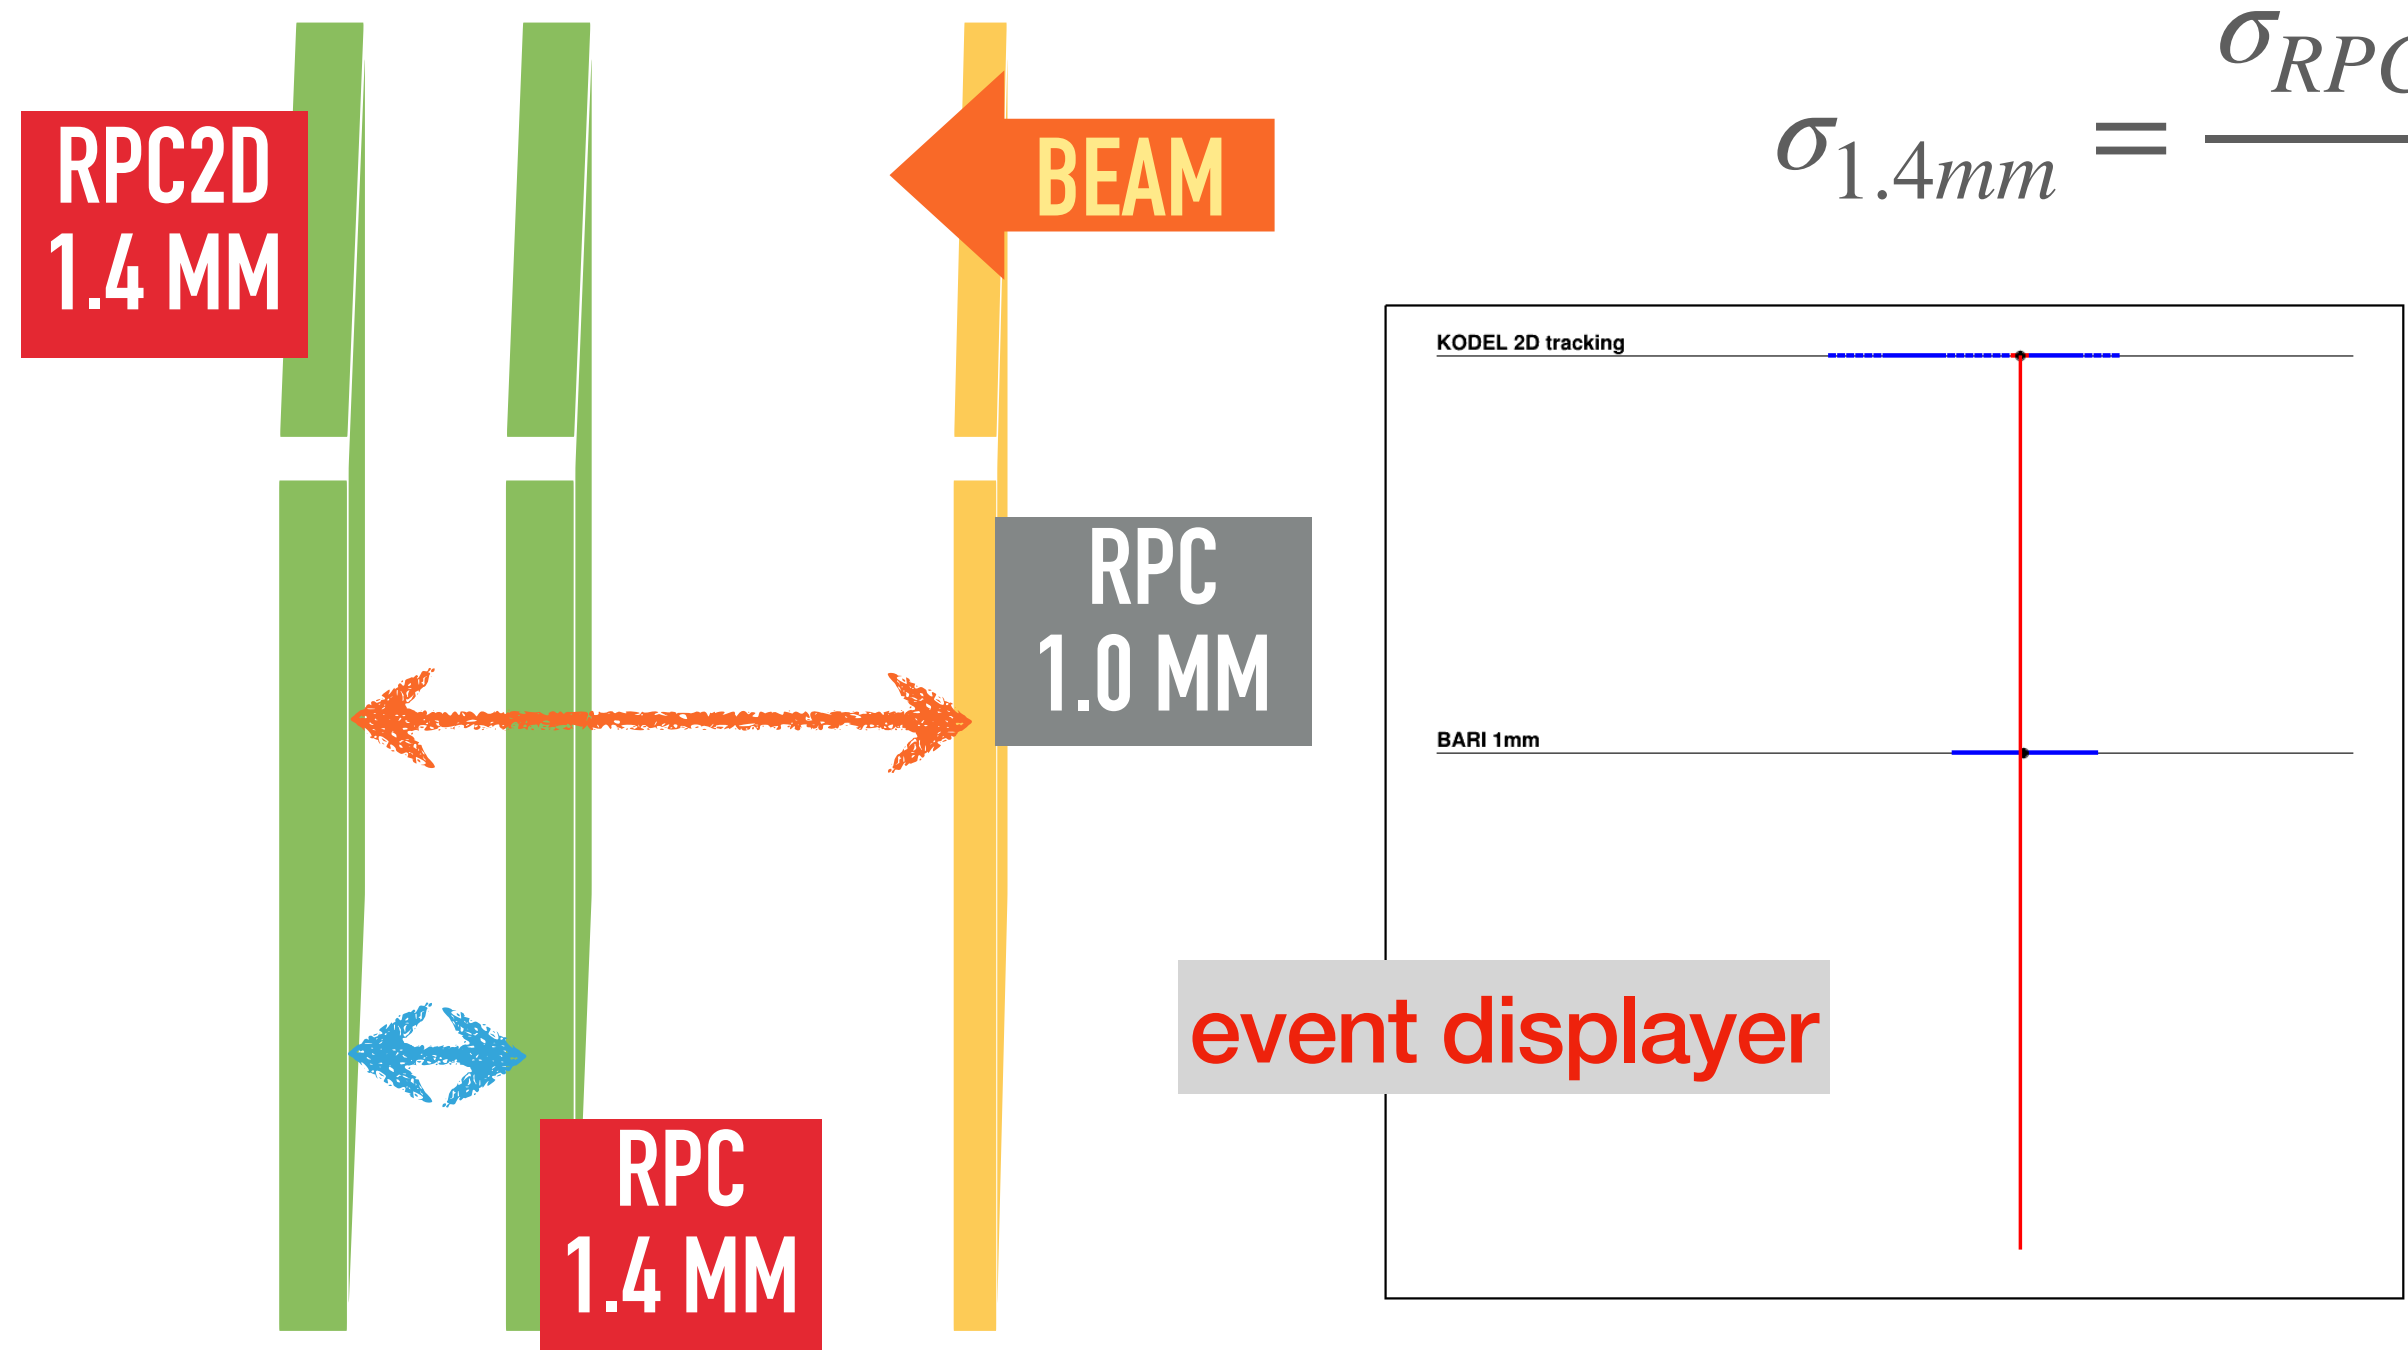 RPC2D
1.4 MM
BEAM
σ1.4mm = σRPC
KODEL 2D tracking
RPC
1.0 MM
BARI 1mm
event displayer
RPC
1.4 MM